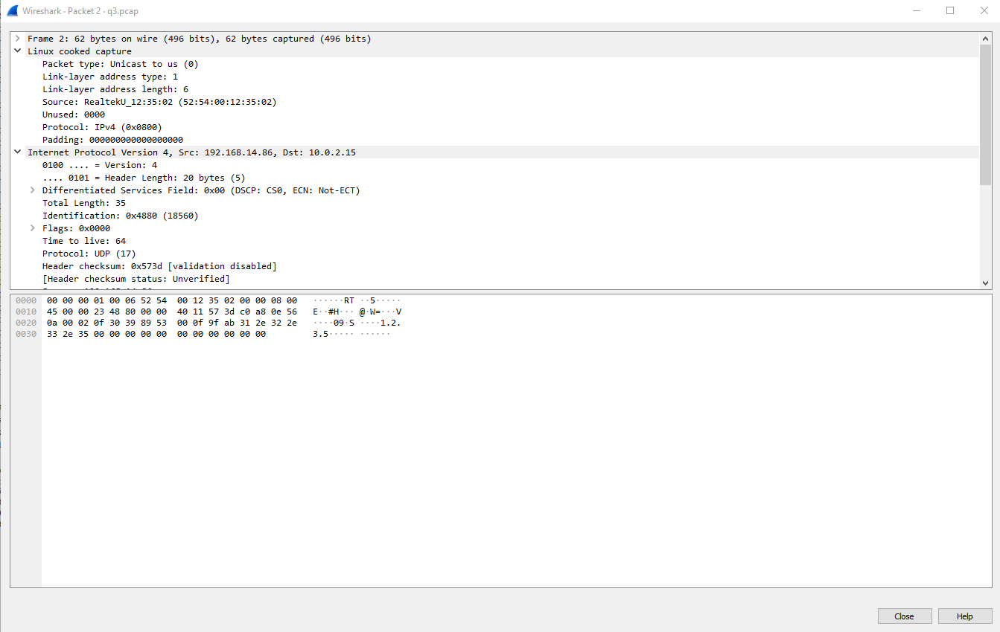 Wireshark · Packet 2 · q3.pcap
Frame 2: 62 bytes on wire (496 bits), 62 bytes captured (496 bits)
Linux cooked capture
Packet type: Unicast to us (0)
Link-layer address type: 1
Link-layer address length: 6
Source: RealtekU_12:35:02 (52:54:00:12:35:02)
Unused: 0000
Protocol: IPv4 (0x0800)
Padding: 000000000000000000
Internet Protocol Version 4, Src: 192.168.14.86, Dst: 10.0.2.15
0100 .... = Version: 4
.... 0101 = Header Length: 20 bytes (5)
Differentiated Services Field: 0x00 (DSCP: CS0, ECN: Not-ECT)
Total Length: 35
Identification: 0x4880 (18560)
Flags: 0x0000
Time to live: 64
Protocol: UDP (17)
Header checksum: 0x573d [validation disabled]
[Header checksum status: Unverified]
0000 00 00 00 01 00 06 52 54 00 12 35 02 00 00 08 00 ······RT ··5·····
0010 45 00 00 23 48 80 00 00 40 11 57 3d c0 a8 0e 56 E··#H··· @·W=···V
0020 0a 00 02 0f 30 39 89 53 00 0f 9f ab 31 2e 32 2e ····09·S ····1.2.
0030 33 2e 35 00 00 00 00 00 00 00 00 00 00 00 3.5····· ······
Close Help